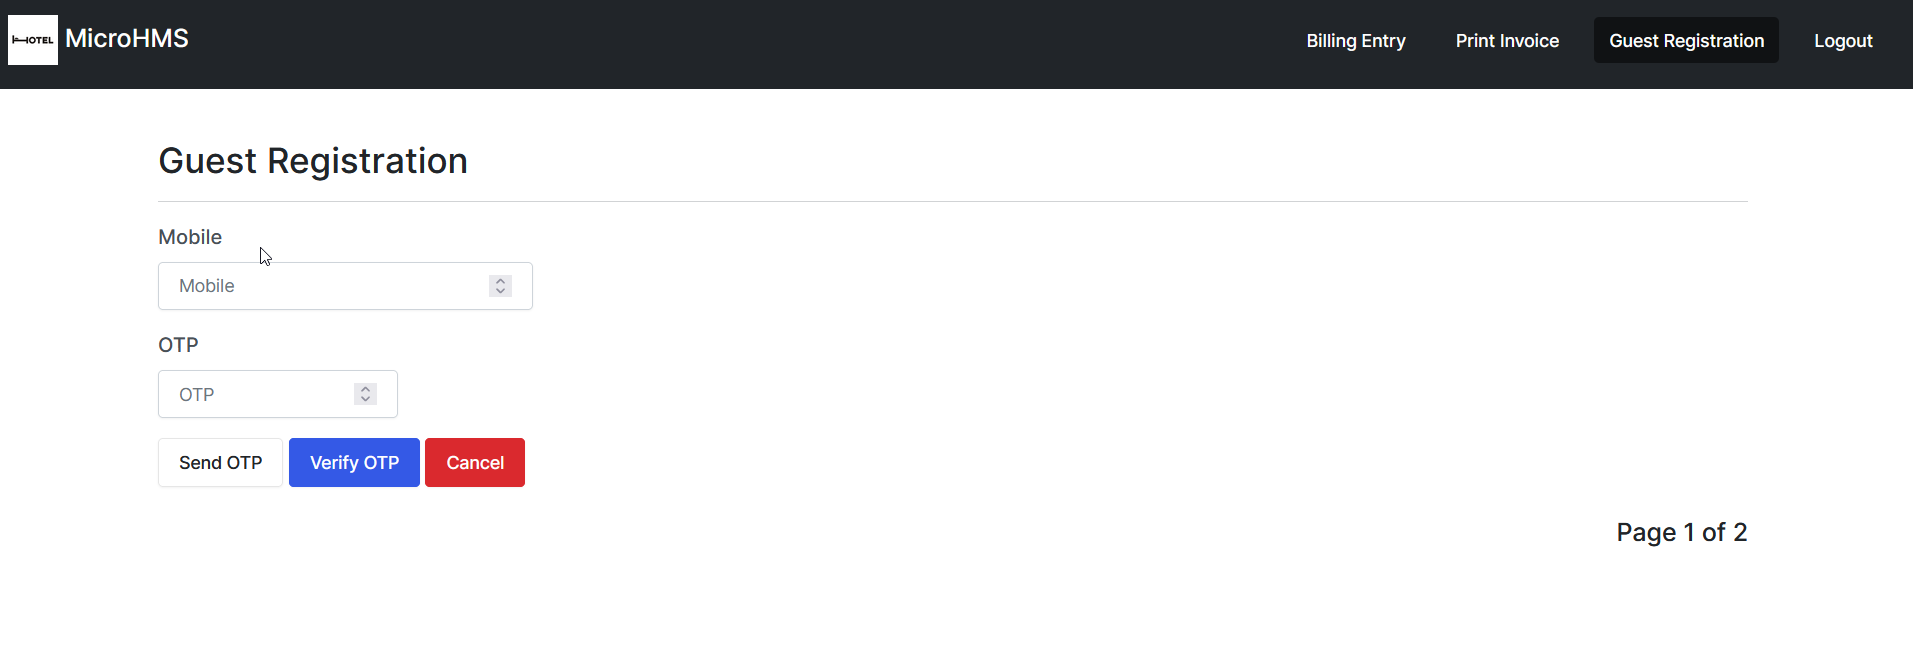 HOTEL MicroHMS
Billing Entry Print Invoice Guest Registration Logout
Guest Registration
Mobile
Mobile
OTP
OTP
Send OTP Verify OTP Cancel
Page 1 of 2